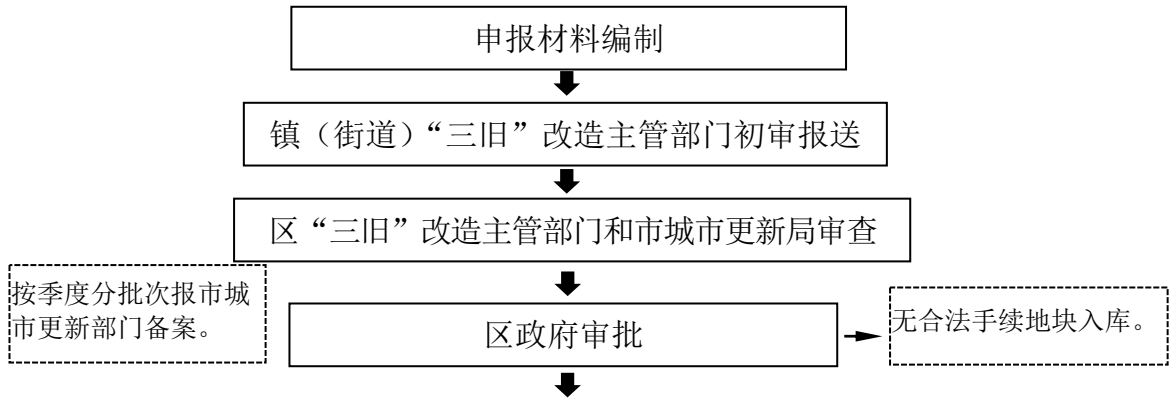 申报材料编制
镇（街道）“三旧”改造主管部门初审报送
区“三旧”改造主管部门和市城市更新局审查
按季度分批次报市城
市更新部门备案。
区政府审批
无合法手续地块入库。